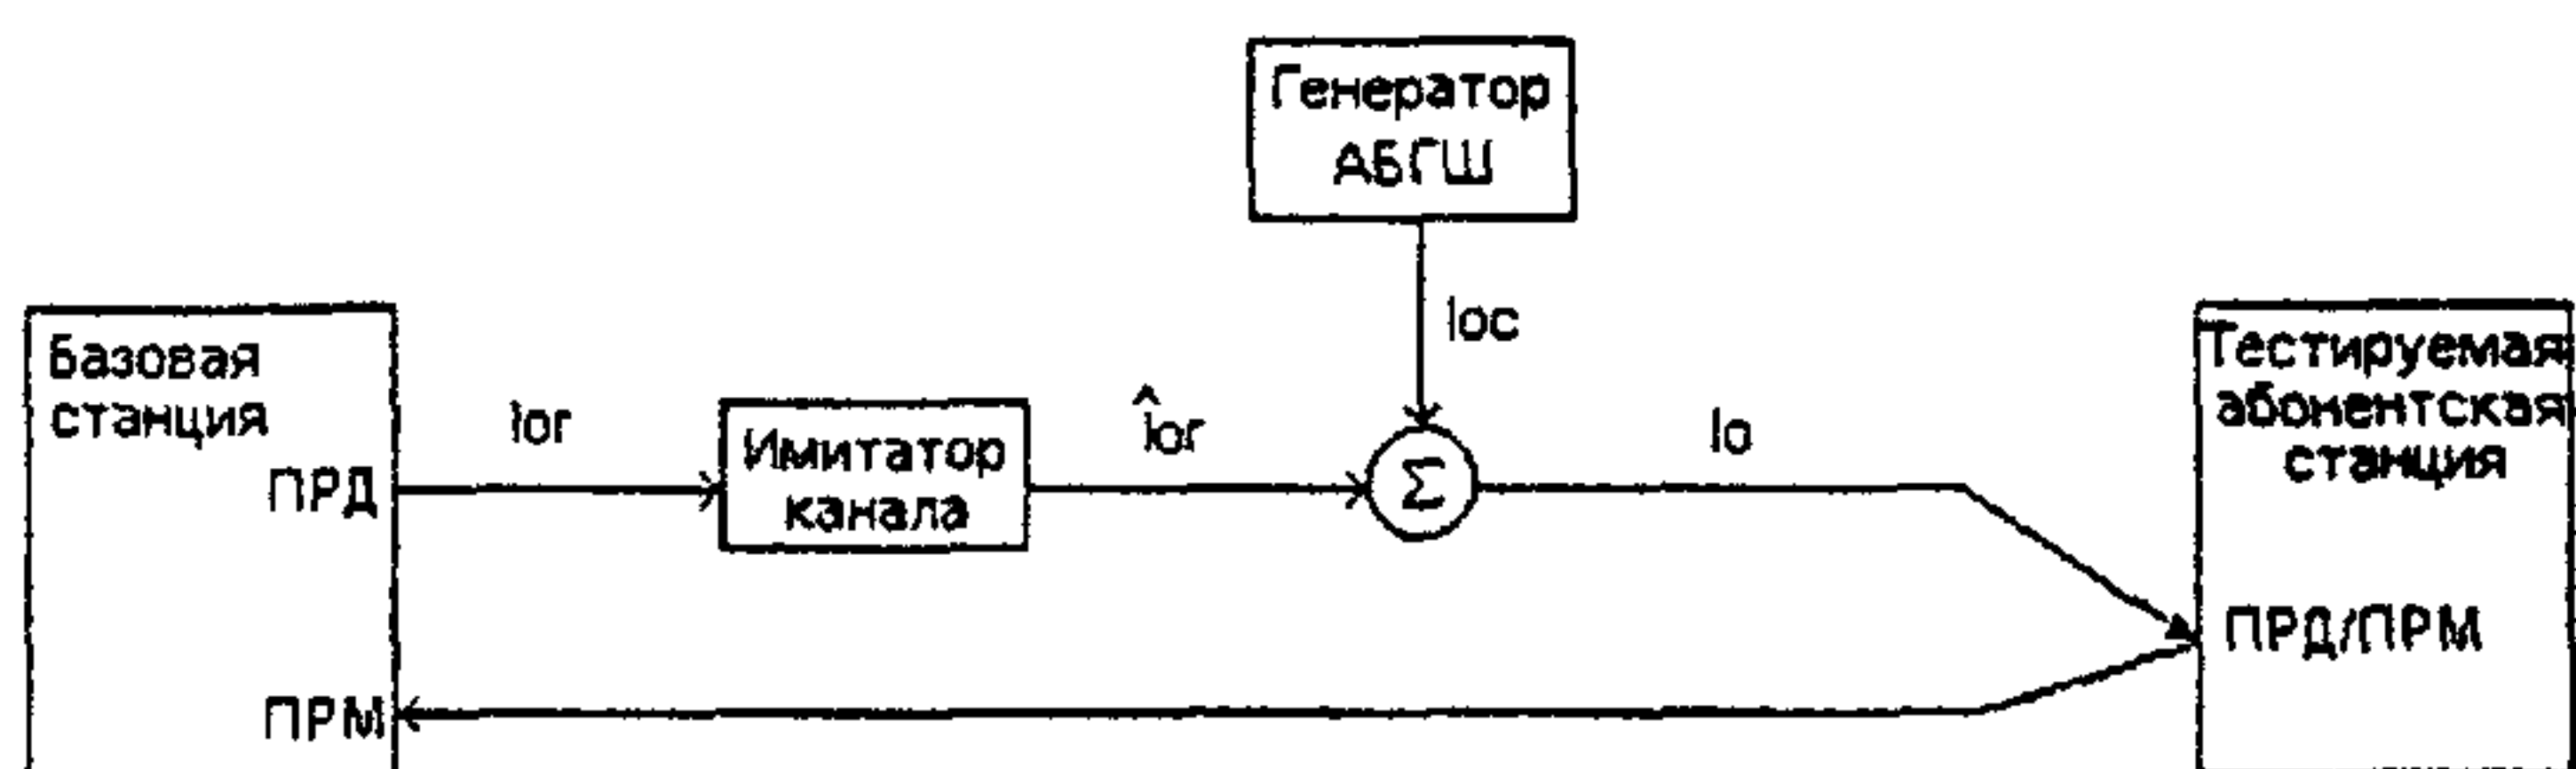 Генератор
АБГШ
Ioc
Базовая
станция
Ior
Имитатор
канала
Îor
Σ
Io
Тестируемая
абонентская
станция
ПРД
ПРД/ПРМ
ПРМ